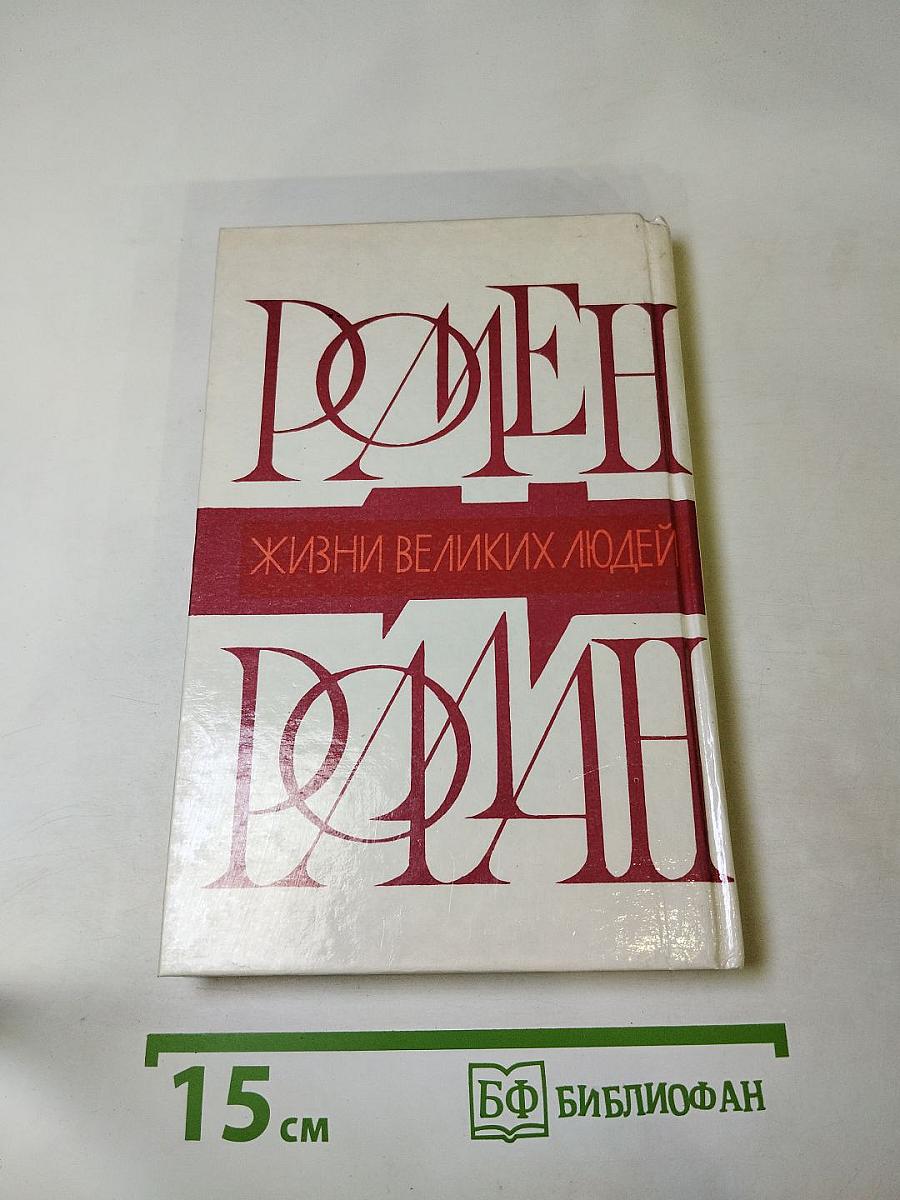 РОМЕН
ЖИЗНИ ВЕЛИКИХ ЛЮДЕЙ
РОЛЛАН
15 см
БФ БИБЛИОФАН